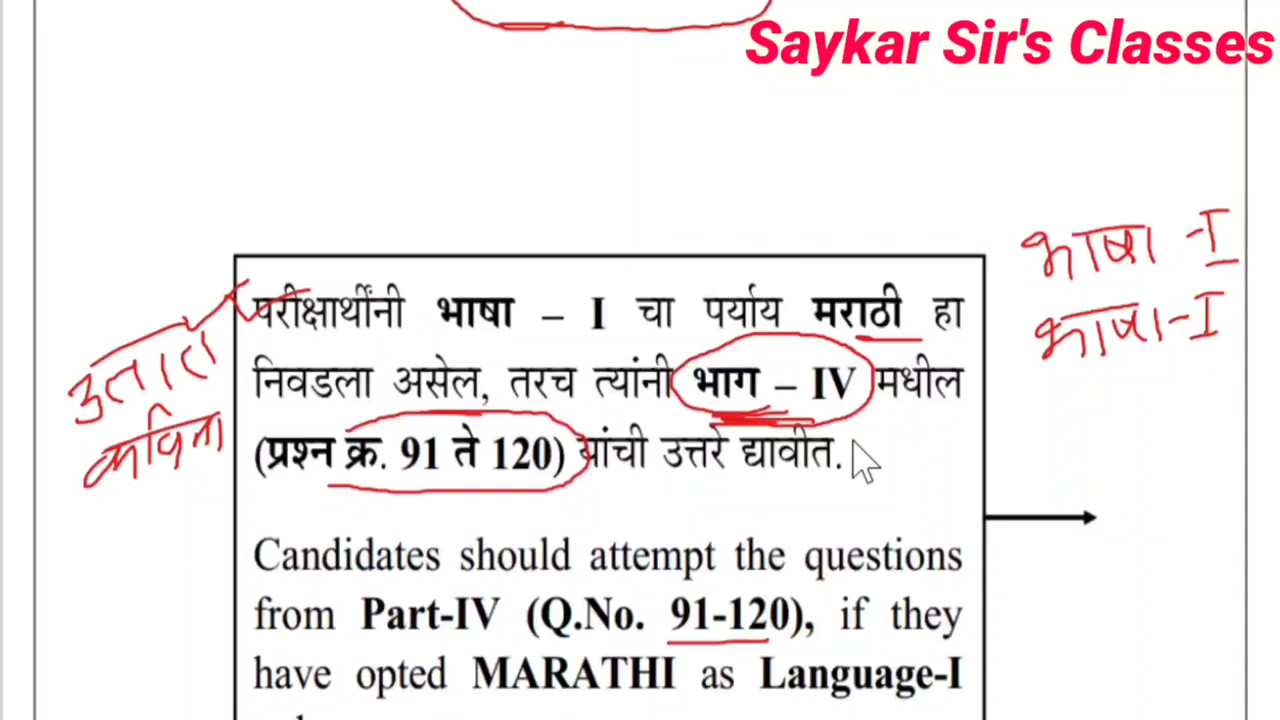 Saykar Sir's Classes
भाषा -I
भाषा-I
उतारा
कविता
परीक्षार्थींनी भाषा – I चा पर्याय मराठी हा
निवडला असेल, तरच त्यांनी भाग – IV मधील
(प्रश्न क्र. 91 ते 120) यांची उत्तरे द्यावीत.
Candidates should attempt the questions
from Part-IV (Q.No. 91-120), if they
have opted MARATHI as Language-I